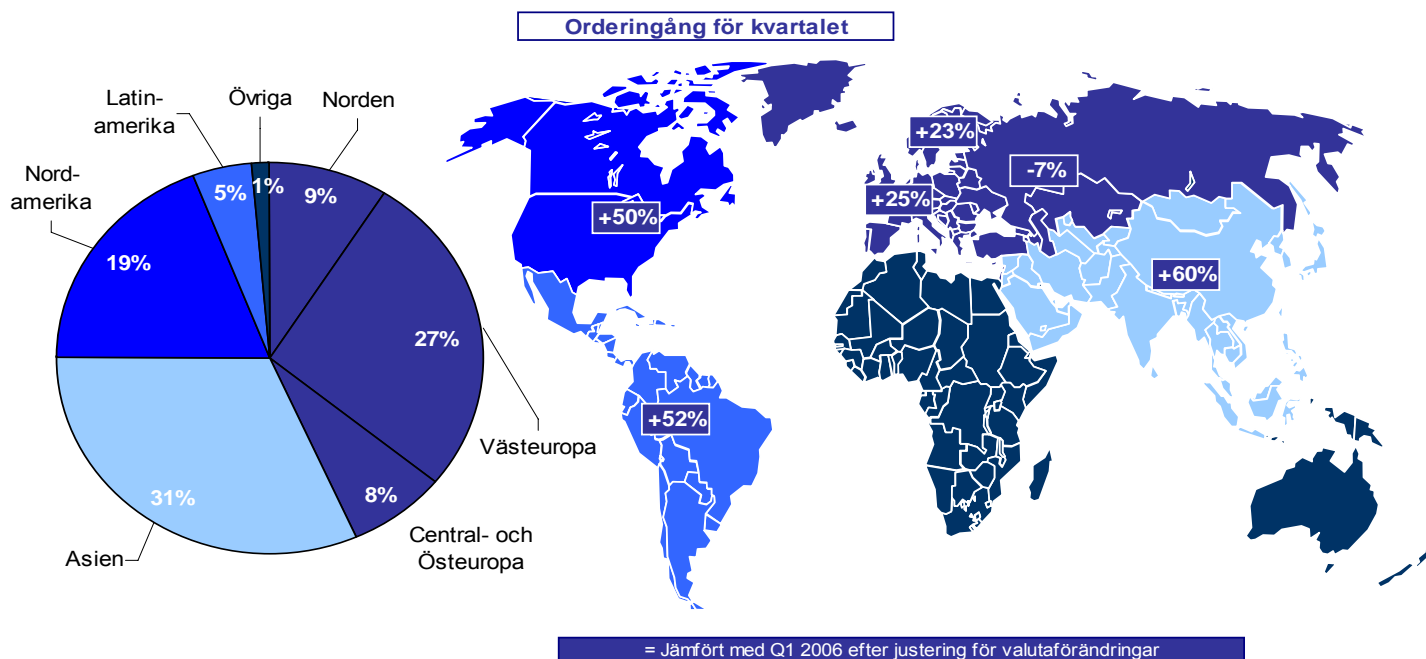 Orderingång för kvartalet
Latin-
amerika
Övriga
Norden
Nord-
amerika
5%
1%
9%
19%
27%
31%
8%
Västeuropa
Central- och
Östeuropa
Asien
+23%
-7%
+25%
+50%
+60%
+52%
= Jämfört med Q1 2006 efter justering för valutaförändringar